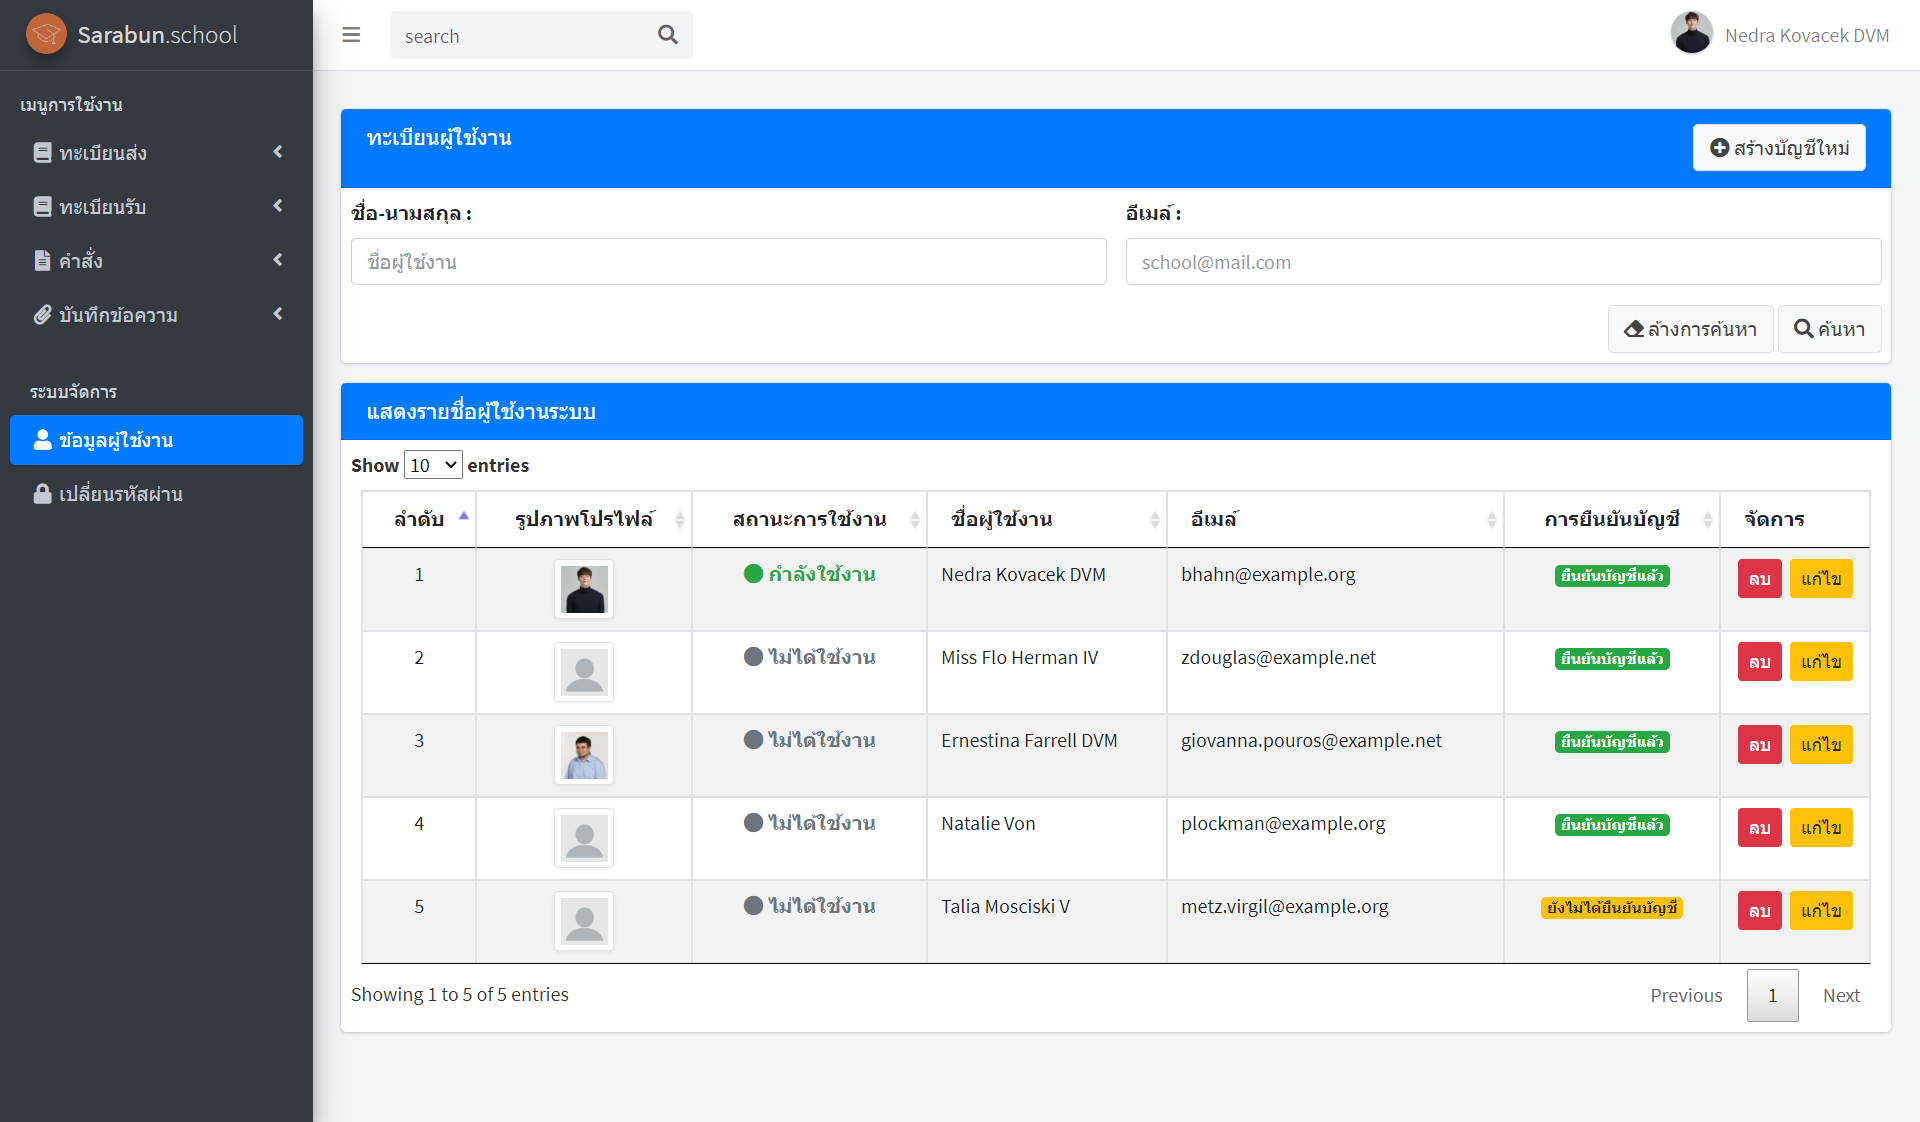 Sarabun.school
search
Nedra Kovacek DVM
เมนูการใช้งาน
ทะเบียนส่ง
ทะเบียนรับ
คำสั่ง
บันทึกข้อความ
ระบบจัดการ
ข้อมูลผู้ใช้งาน
เปลี่ยนรหัสผ่าน
ทะเบียนผู้ใช้งาน
สร้างบัญชีใหม่
ชื่อ-นามสกุล : อีเมล์ :
ชื่อผู้ใช้งาน school@mail.com
ล้างการค้นหา ค้นหา
แสดงรายชื่อผู้ใช้งานระบบ
Show 10 entries
ลำดับ รูปภาพโปรไฟล์ สถานะการใช้งาน ชื่อผู้ใช้งาน อีเมล์ การยืนยันบัญชี จัดการ
1 กำลังใช้งาน Nedra Kovacek DVM bhahn@example.org ยืนยันบัญชีแล้ว ลบ แก้ไข
2 ไม่ได้ใช้งาน Miss Flo Herman IV zdouglas@example.net ยืนยันบัญชีแล้ว ลบ แก้ไข
3 ไม่ได้ใช้งาน Ernestina Farrell DVM giovanna.pouros@example.net ยืนยันบัญชีแล้ว ลบ แก้ไข
4 ไม่ได้ใช้งาน Natalie Von plockman@example.org ยืนยันบัญชีแล้ว ลบ แก้ไข
5 ไม่ได้ใช้งาน Talia Mosciski V metz.virgil@example.org ยังไม่ได้ยืนยันบัญชี ลบ แก้ไข
Showing 1 to 5 of 5 entries
Previous 1 Next